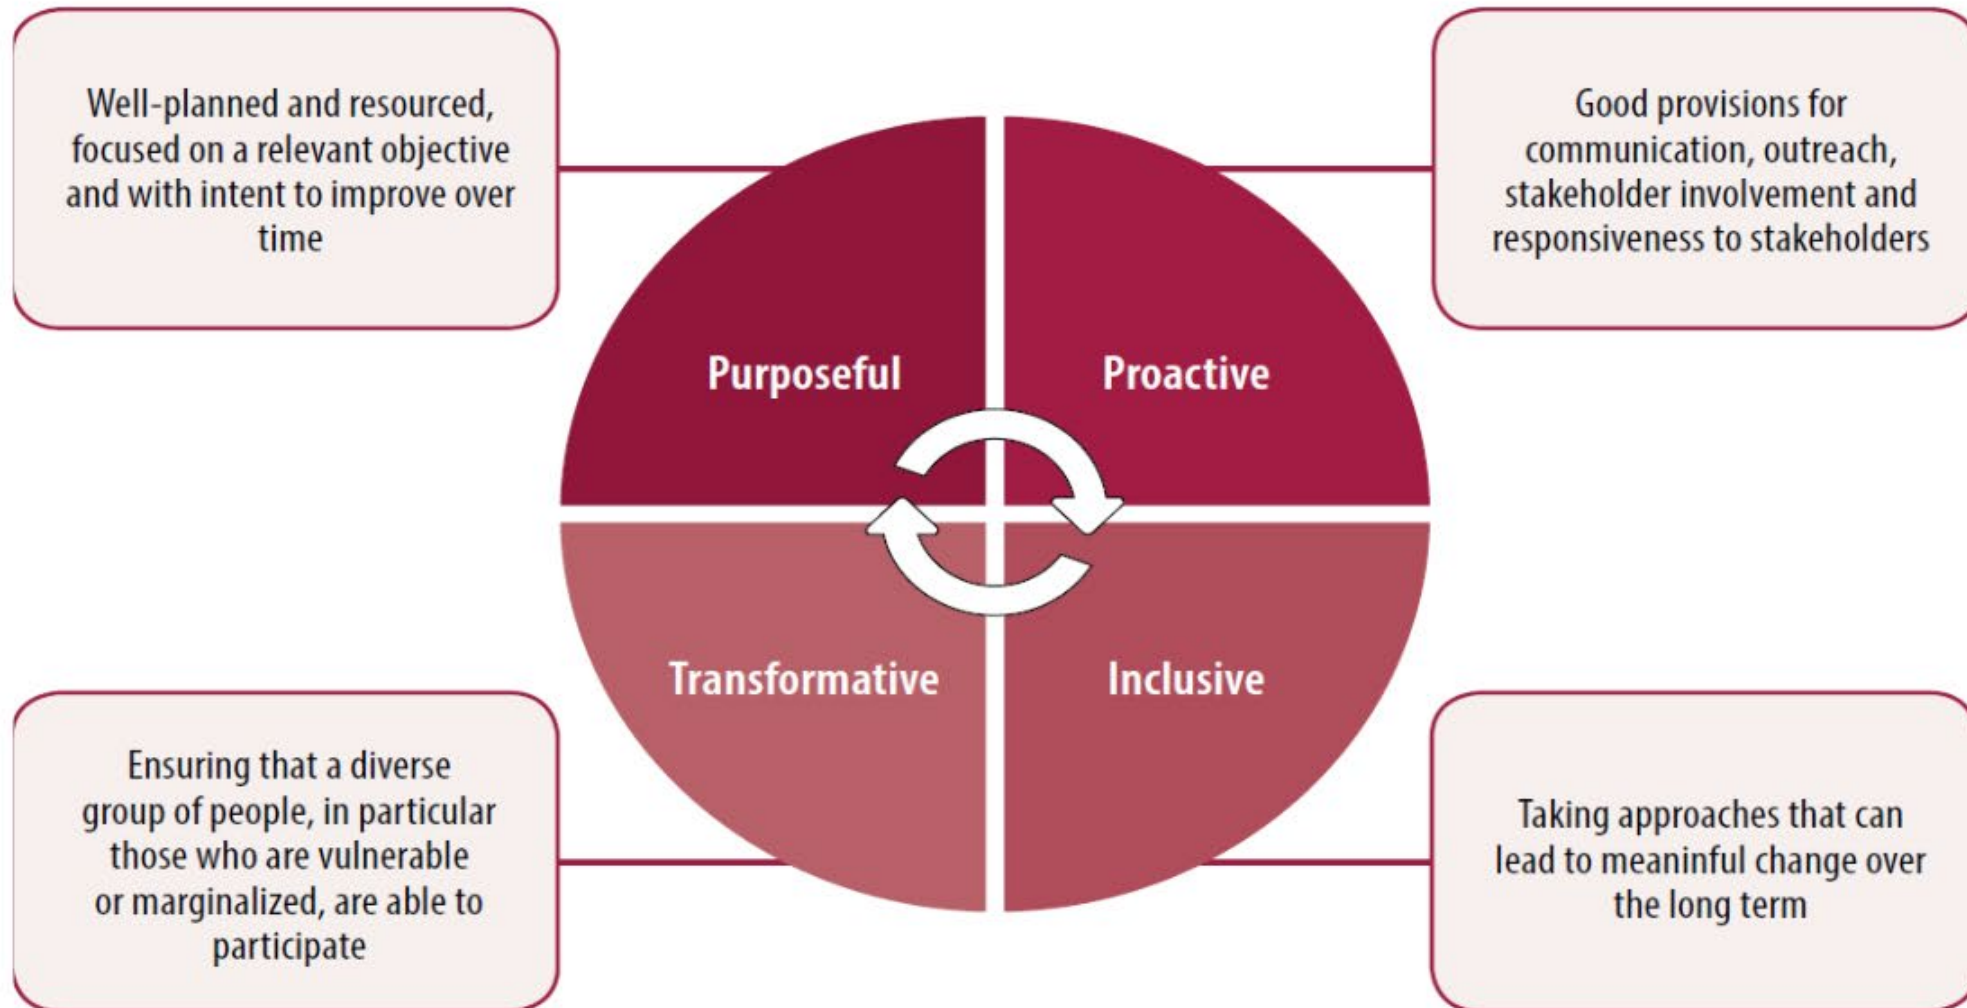 Well-planned and resourced,
focused on a relevant objective
and with intent to improve over
time
Good provisions for
communication, outreach,
stakeholder involvement and
responsiveness to stakeholders
Purposeful
Proactive
Transformative
Inclusive
Ensuring that a diverse
group of people, in particular
those who are vulnerable
or marginalized, are able to
participate
Taking approaches that can
lead to meaninful change over
the long term